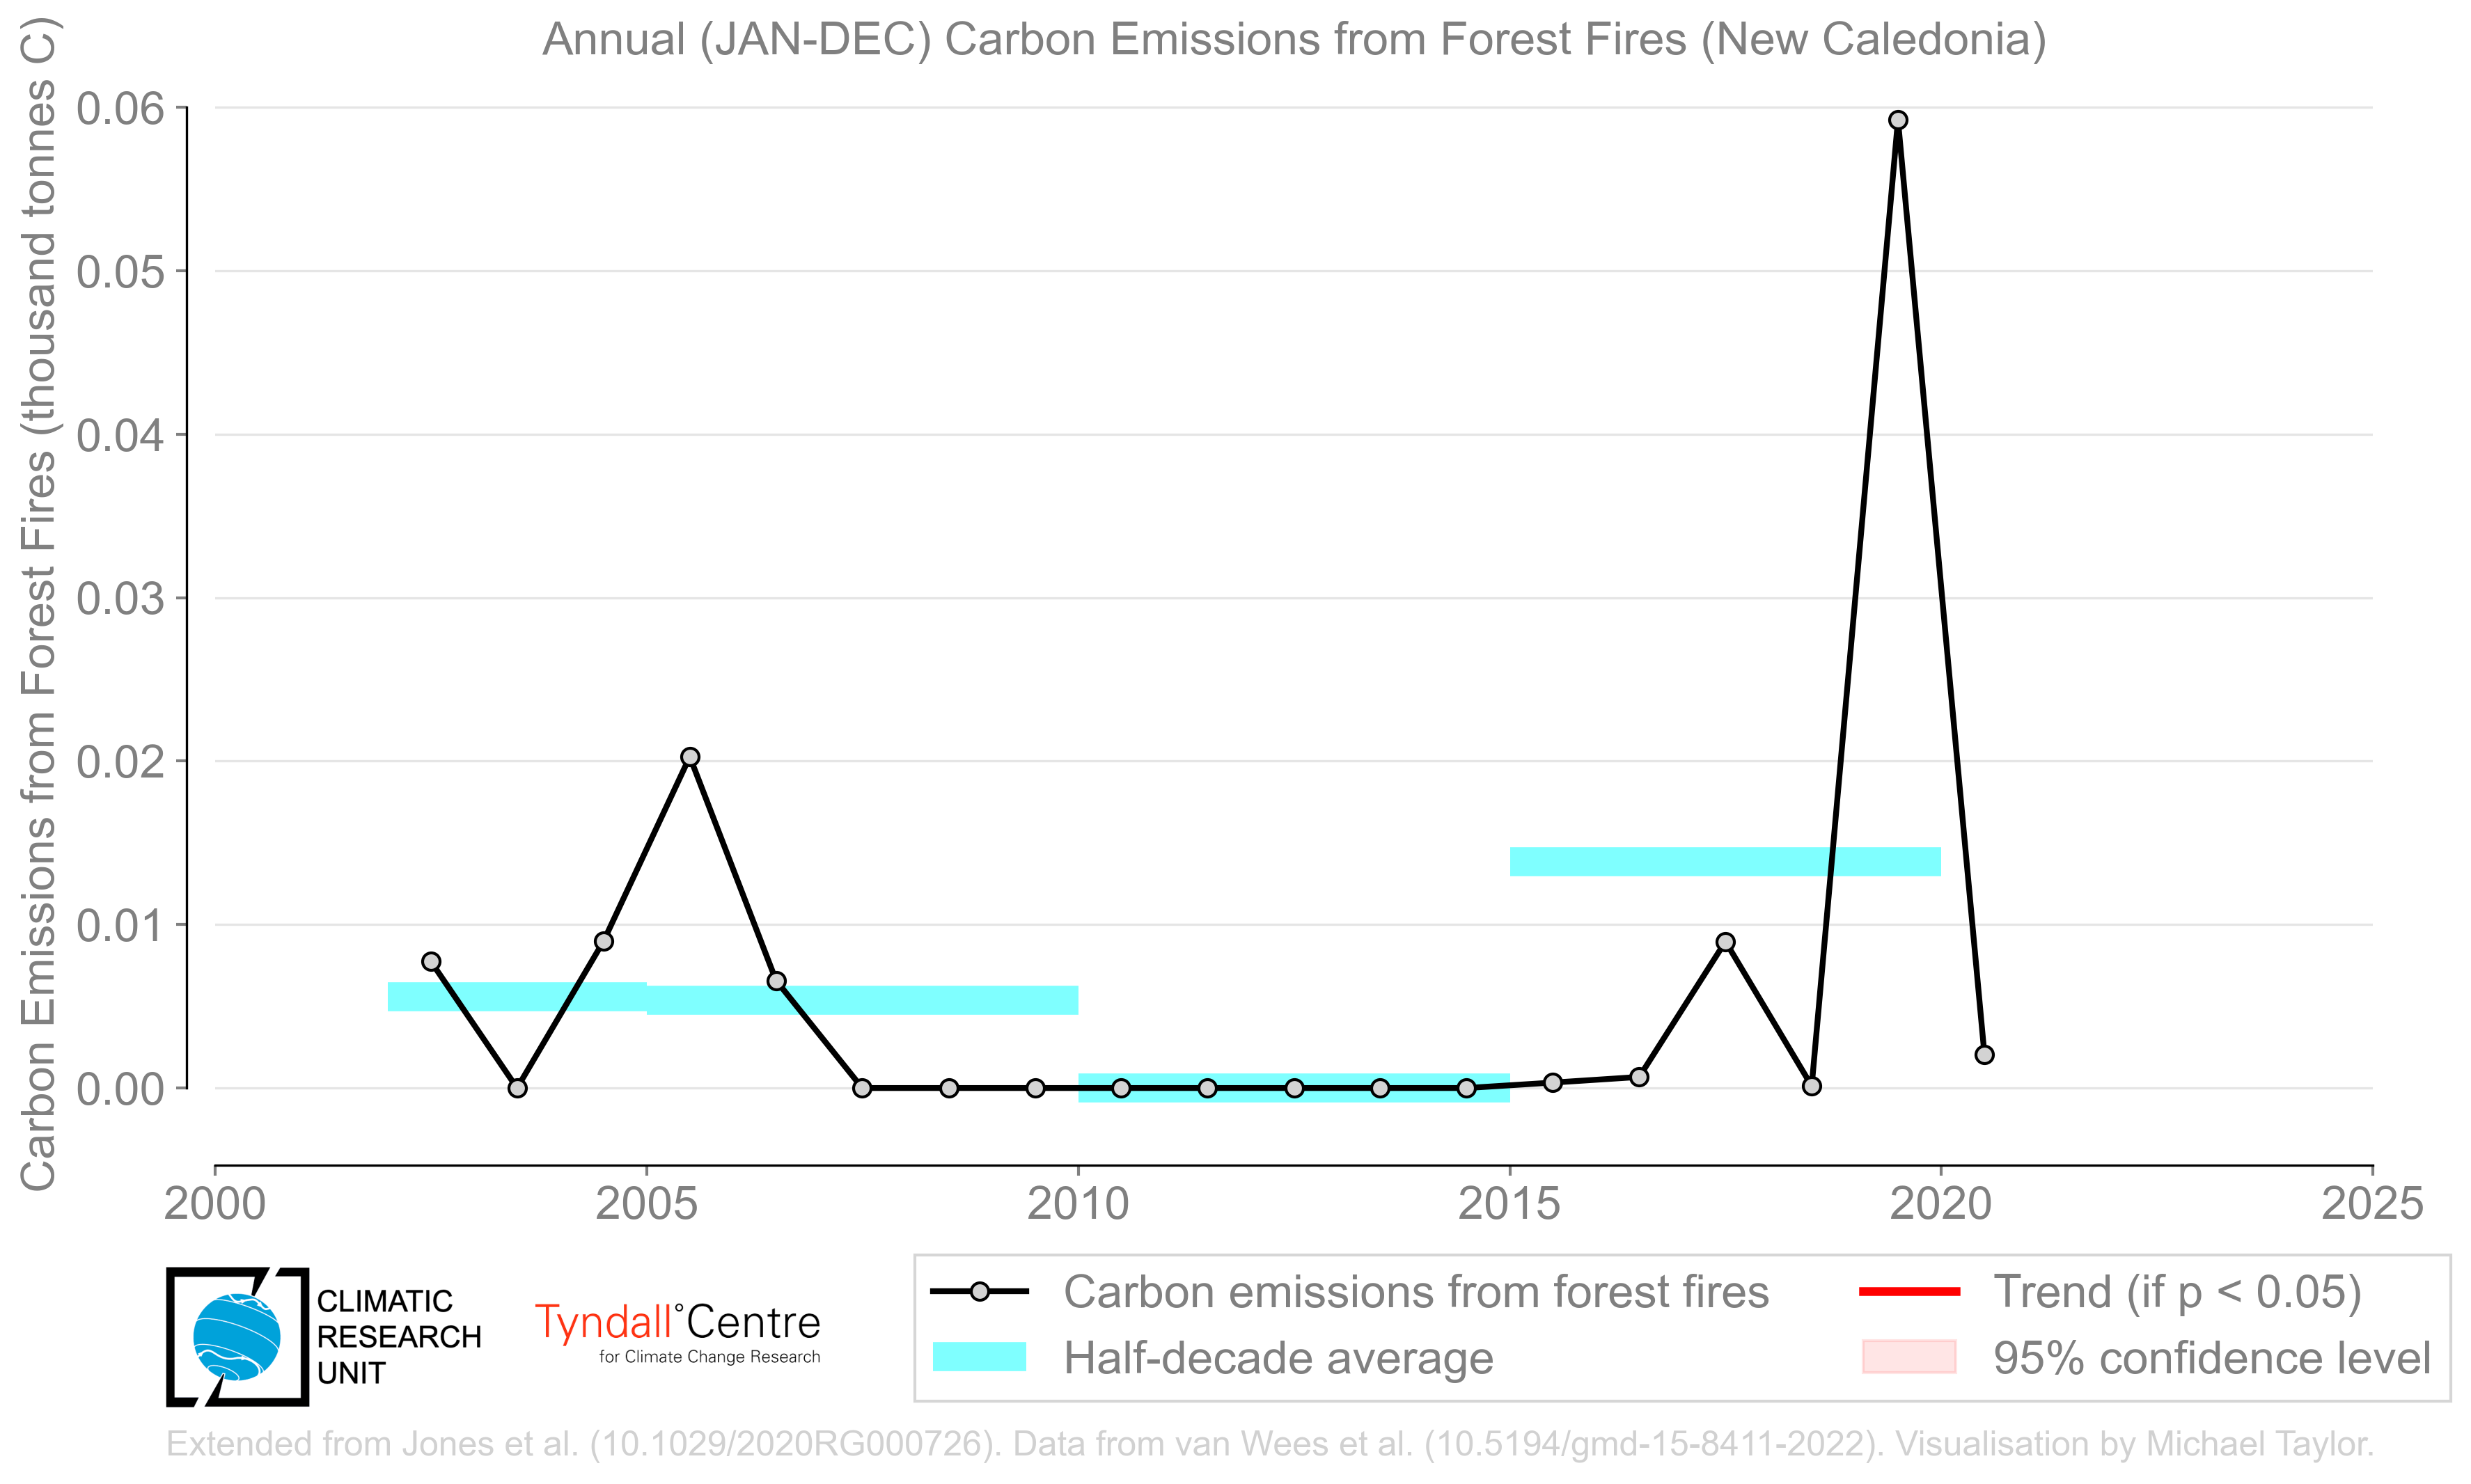 Annual (JAN-DEC) Carbon Emissions from Forest Fires (New Caledonia)
Carbon Emissions from Forest Fires (thousand tonnes C)
0.06
0.05
0.04
0.03
0.02
0.01
0.00
2000
2005
2010
2015
2020
2025
CLIMATIC
RESEARCH
UNIT
Tyndall°Centre
for Climate Change Research
Carbon emissions from forest fires
Half-decade average
Trend (if p < 0.05)
95% confidence level
Extended from Jones et al. (10.1029/2020RG000726). Data from van Wees et al. (10.5194/gmd-15-8411-2022). Visualisation by Michael Taylor.